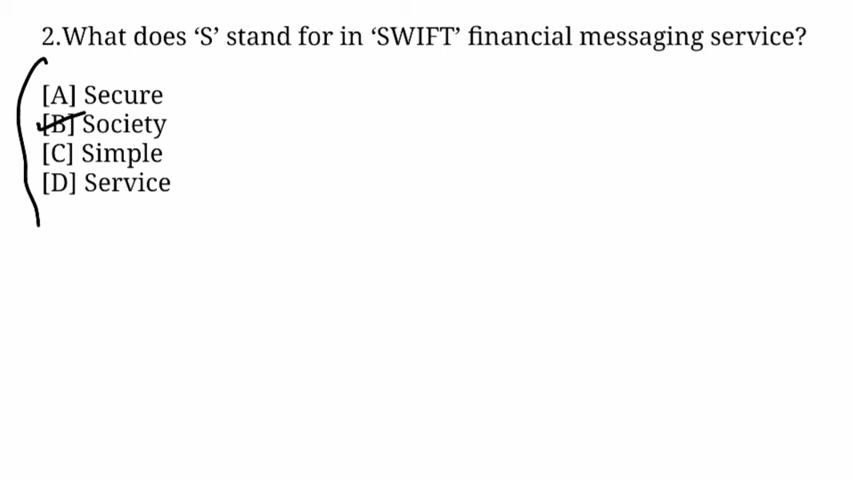 2.What does ‘S’ stand for in ‘SWIFT’ financial messaging service?
[A] Secure
[B] Society
[C] Simple
[D] Service